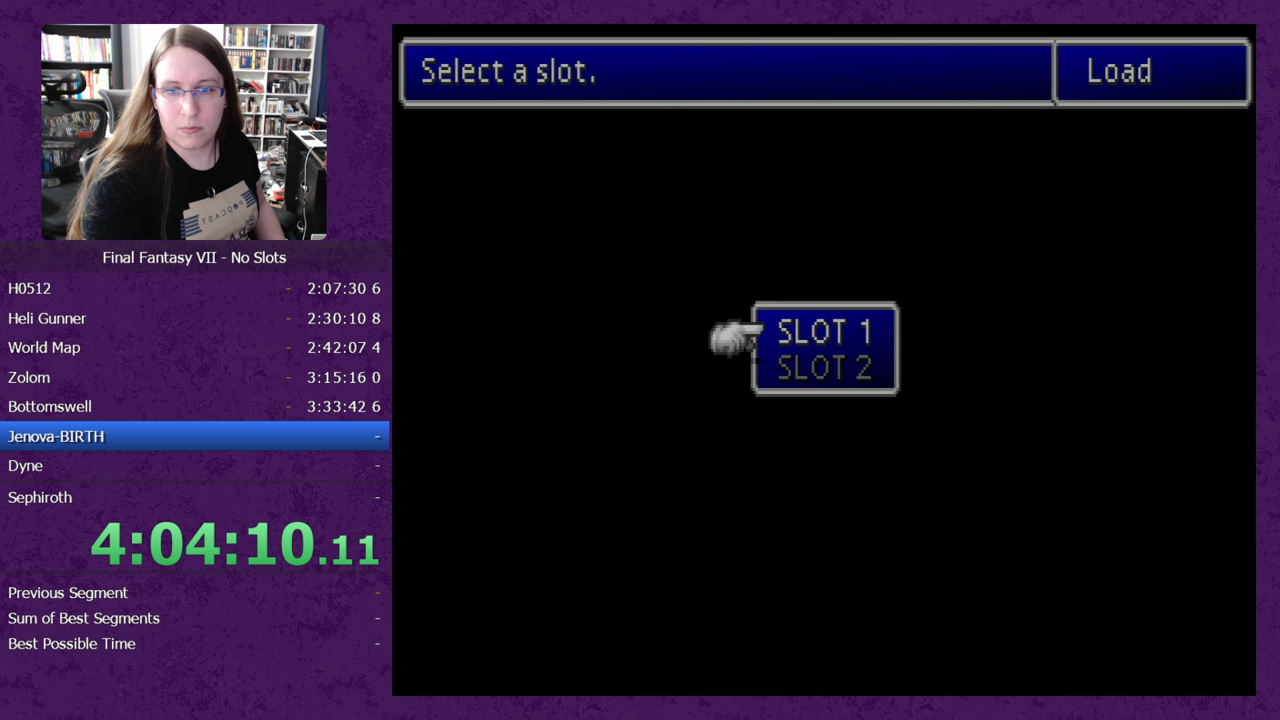 Select a slot.
Load
SLOT 1
SLOT 2
Final Fantasy VII - No Slots
H0512 - 2:07:30 6
Heli Gunner - 2:30:10 8
World Map - 2:42:07 4
Zolom - 3:15:16 0
Bottomswell - 3:33:42 6
Jenova-BIRTH -
Dyne -
Sephiroth -
4:04:10.11
Previous Segment -
Sum of Best Segments -
Best Possible Time -
PODCAST